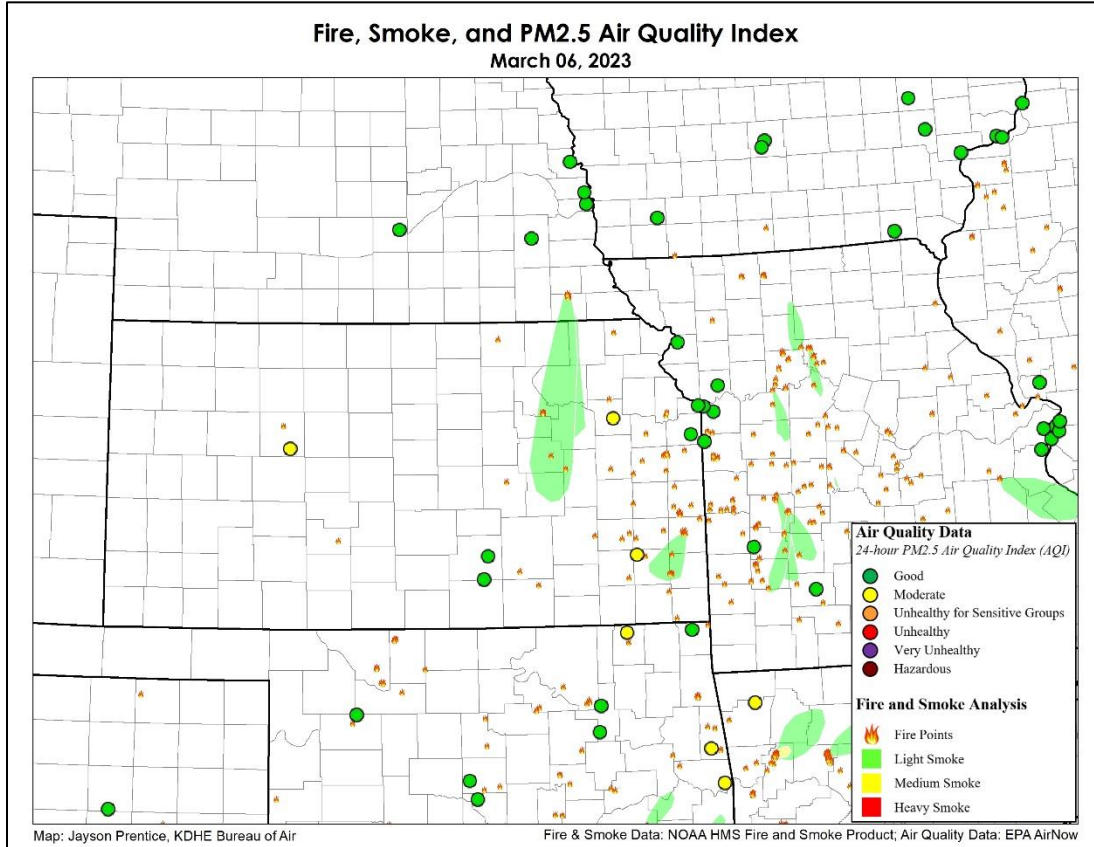 Fire, Smoke, and PM2.5 Air Quality Index
March 06, 2023
Air Quality Data
24-hour PM2.5 Air Quality Index (AQI)
Good
Moderate
Unhealthy for Sensitive Groups
Unhealthy
Very Unhealthy
Hazardous
Fire and Smoke Analysis
Fire Points
Light Smoke
Medium Smoke
Heavy Smoke
Map: Jayson Prentice, KDHE Bureau of Air
Fire & Smoke Data: NOAA HMS Fire and Smoke Product; Air Quality Data: EPA AirNow